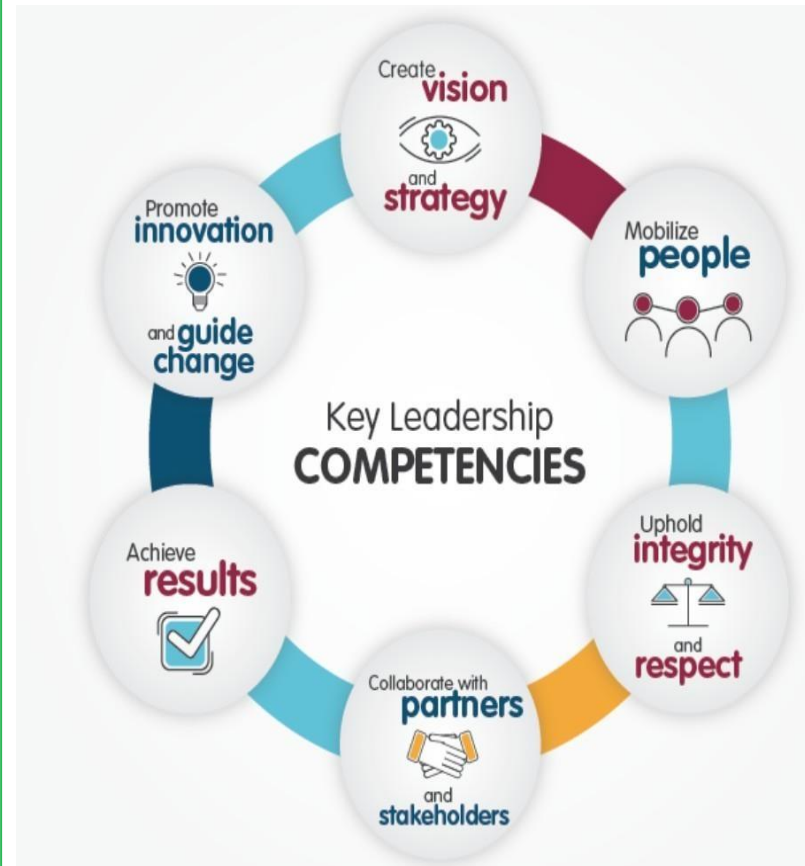 Create
vision
and
strategy
Mobilize
people
Uphold
integrity
and
respect
Collaborate with
partners
and
stakeholders
Achieve
results
Promote
innovation
and guide
change
Key Leadership
COMPETENCIES